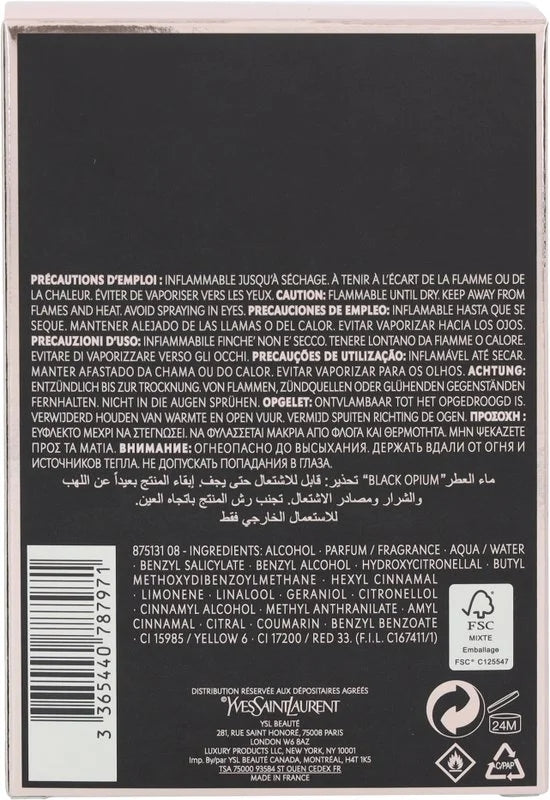 PRÉCAUTIONS D'EMPLOI : INFLAMMABLE JUSQU'À SÉCHAGE. À TENIR À L'ÉCART DE LA FLAMME OU DE
LA CHALEUR. ÉVITER DE VAPORISER VERS LES YEUX. CAUTION: FLAMMABLE UNTIL DRY. KEEP AWAY FROM
FLAMES AND HEAT. AVOID SPRAYING IN EYES. PRECAUCIONES DE EMPLEO: INFLAMABLE HASTA QUE SE
SEQUE. MANTENER ALEJADO DE LAS LLAMAS O DEL CALOR. EVITAR VAPORIZAR HACIA LOS OJOS.
PRECAUZIONI D'USO: INFIAMMABILE FINCHE' NON E' SECCO. TENERE LONTANO DA FIAMME O CALORE.
EVITARE DI VAPORIZZARE VERSO GLI OCCHI. PRECAUÇÕES DE UTILIZAÇÃO: INFLAMÁVEL ATÉ SECAR.
MANTER AFASTADO DA CHAMA OU DO CALOR. EVITAR VAPORIZAR PARA OS OLHOS. ACHTUNG:
ENTZÜNDLICH BIS ZUR TROCKNUNG. VON FLAMMEN, ZÜNDQUELLEN ODER GLÜHENDEN GEGENSTÄNDEN
FERNHALTEN. NICHT IN DIE AUGEN SPRÜHEN. OPGELET: ONTVLAMBAAR TOT HET OPGEDROOGD IS.
VERWIJDERD HOUDEN VAN WARMTE EN OPEN VUUR. VERMIJD SPUITEN RICHTING DE OGEN. ΠΡΟΣΟΧΗ :
ΕΥΦΛΕΚΤΟ ΜΕΧΡΙ ΝΑ ΣΤΕΓΝΩΣΕΙ. ΝΑ ΦΥΛΑΣΣΕΤΑΙ ΜΑΚΡΙΑ ΑΠΟ ΦΛΟΓΑ ΚΑΙ ΘΕΡΜΟΤΗΤΑ. ΜΗΝ ΨΕΚΑΖΕΤΕ
ΠΡΟΣ ΤΑ ΜΑΤΙΑ. ВНИМАНИЕ: ОГНЕОПАСНО ДО ВЫСЫХАНИЯ. ДЕРЖАТЬ ВДАЛИ ОТ ОГНЯ И
ИСТОЧНИКОВ ТЕПЛА. НЕ ДОПУСКАТЬ ПОПАДАНИЯ В ГЛАЗА.
ماء العطر "BLACK OPIUM" تحذير: قابل للاشتعال حتى يجف. إبقاء المنتج بعيداً عن اللهب
والشرار ومصادر الاشتعال. تجنب رش المنتج باتجاه العين.
للاستعمال الخارجي فقط
875131 08 - INGREDIENTS: ALCOHOL · PARFUM / FRAGRANCE · AQUA / WATER
· BENZYL SALICYLATE · BENZYL ALCOHOL · HYDROXYCITRONELLAL · BUTYL
METHOXYDIBENZOYLMETHANE · HEXYL CINNAMAL
· LIMONENE · LINALOOL · GERANIOL · CITRONELLOL
· CINNAMYL ALCOHOL · METHYL ANTHRANILATE · AMYL
CINNAMAL · CITRAL · COUMARIN · BENZYL BENZOATE
· CI 15985 / YELLOW 6 · CI 17200 / RED 33. (F.I.L. C167411/1)
3 365440 787971
FSC
MIXTE
Emballage
FSC® C125547
DISTRIBUTION RÉSERVÉE AUX DÉPOSITAIRES AGRÉÉS
YVESSAINTLAURENT
YSL BEAUTÉ
281, RUE SAINT HONORÉ, 75008 PARIS
LONDON W6 8AZ
LUXURY PRODUCTS LLC, NEW YORK, NY 10001
Imp. By/par YSL BEAUTE CANADA, MONTRÉAL, H4T 1K5
TSA 75000 93584 ST OUEN CEDEX FR
MADE IN FRANCE
24M
C/PAP